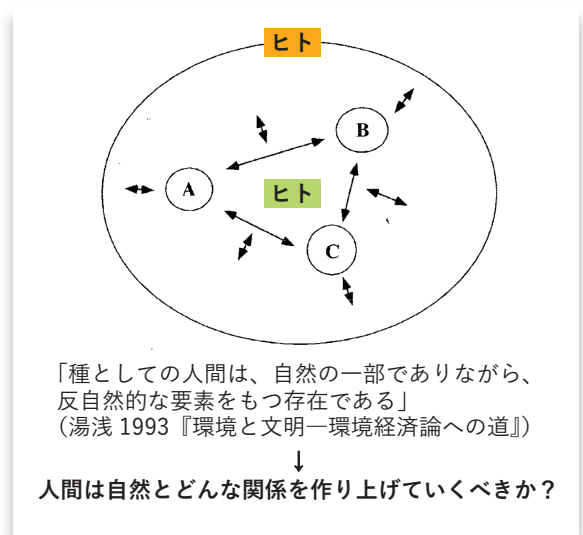 ヒト
B
A
ヒト
C
「種としての人間は、自然の一部でありながら、
反自然的な要素をもつ存在である」
（湯浅 1993『環境と文明―環境経済論への道』）
↓
人間は自然とどんな関係を作り上げていくべきか？